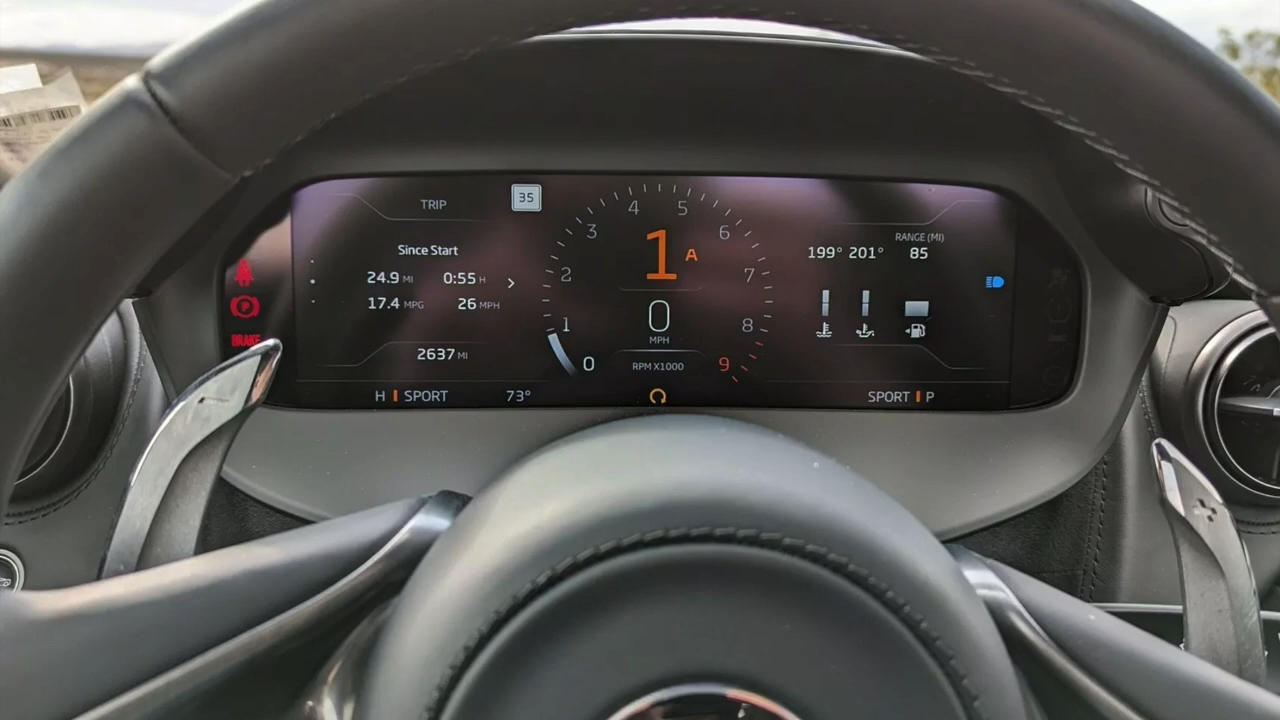 TRIP
35
Since Start
24.9 MI 0:55 H
17.4 MPG 26 MPH
2637 MI
H SPORT 73°
0
1
2
3
4
5
6
7
8
9
1 A
0
MPH
RPM X1000
RANGE (MI)
199° 201° 85
SPORT P
P
BRAKE